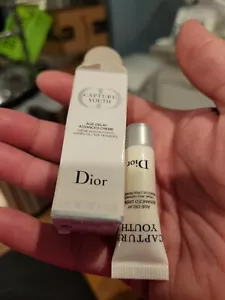 CAPTURE
YOUTH
AGE-DELAY
ADVANCED CREME
Dior
Dior
AGE-DELAY
ADVANCED CREME
CAPTURE
YOUTH